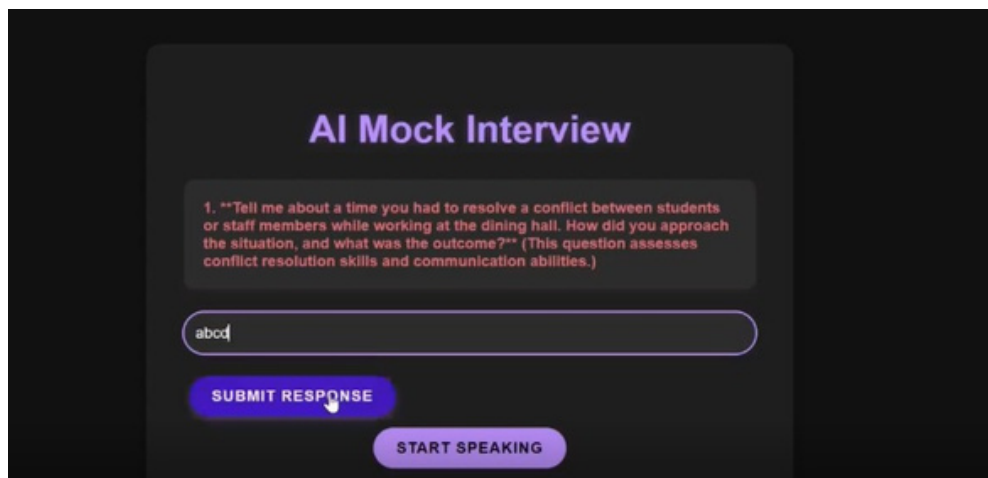 AI Mock Interview
1. **Tell me about a time you had to resolve a conflict between students
or staff members while working at the dining hall. How did you approach
the situation, and what was the outcome?** (This question assesses
conflict resolution skills and communication abilities.)
abcd
SUBMIT RESPONSE
START SPEAKING